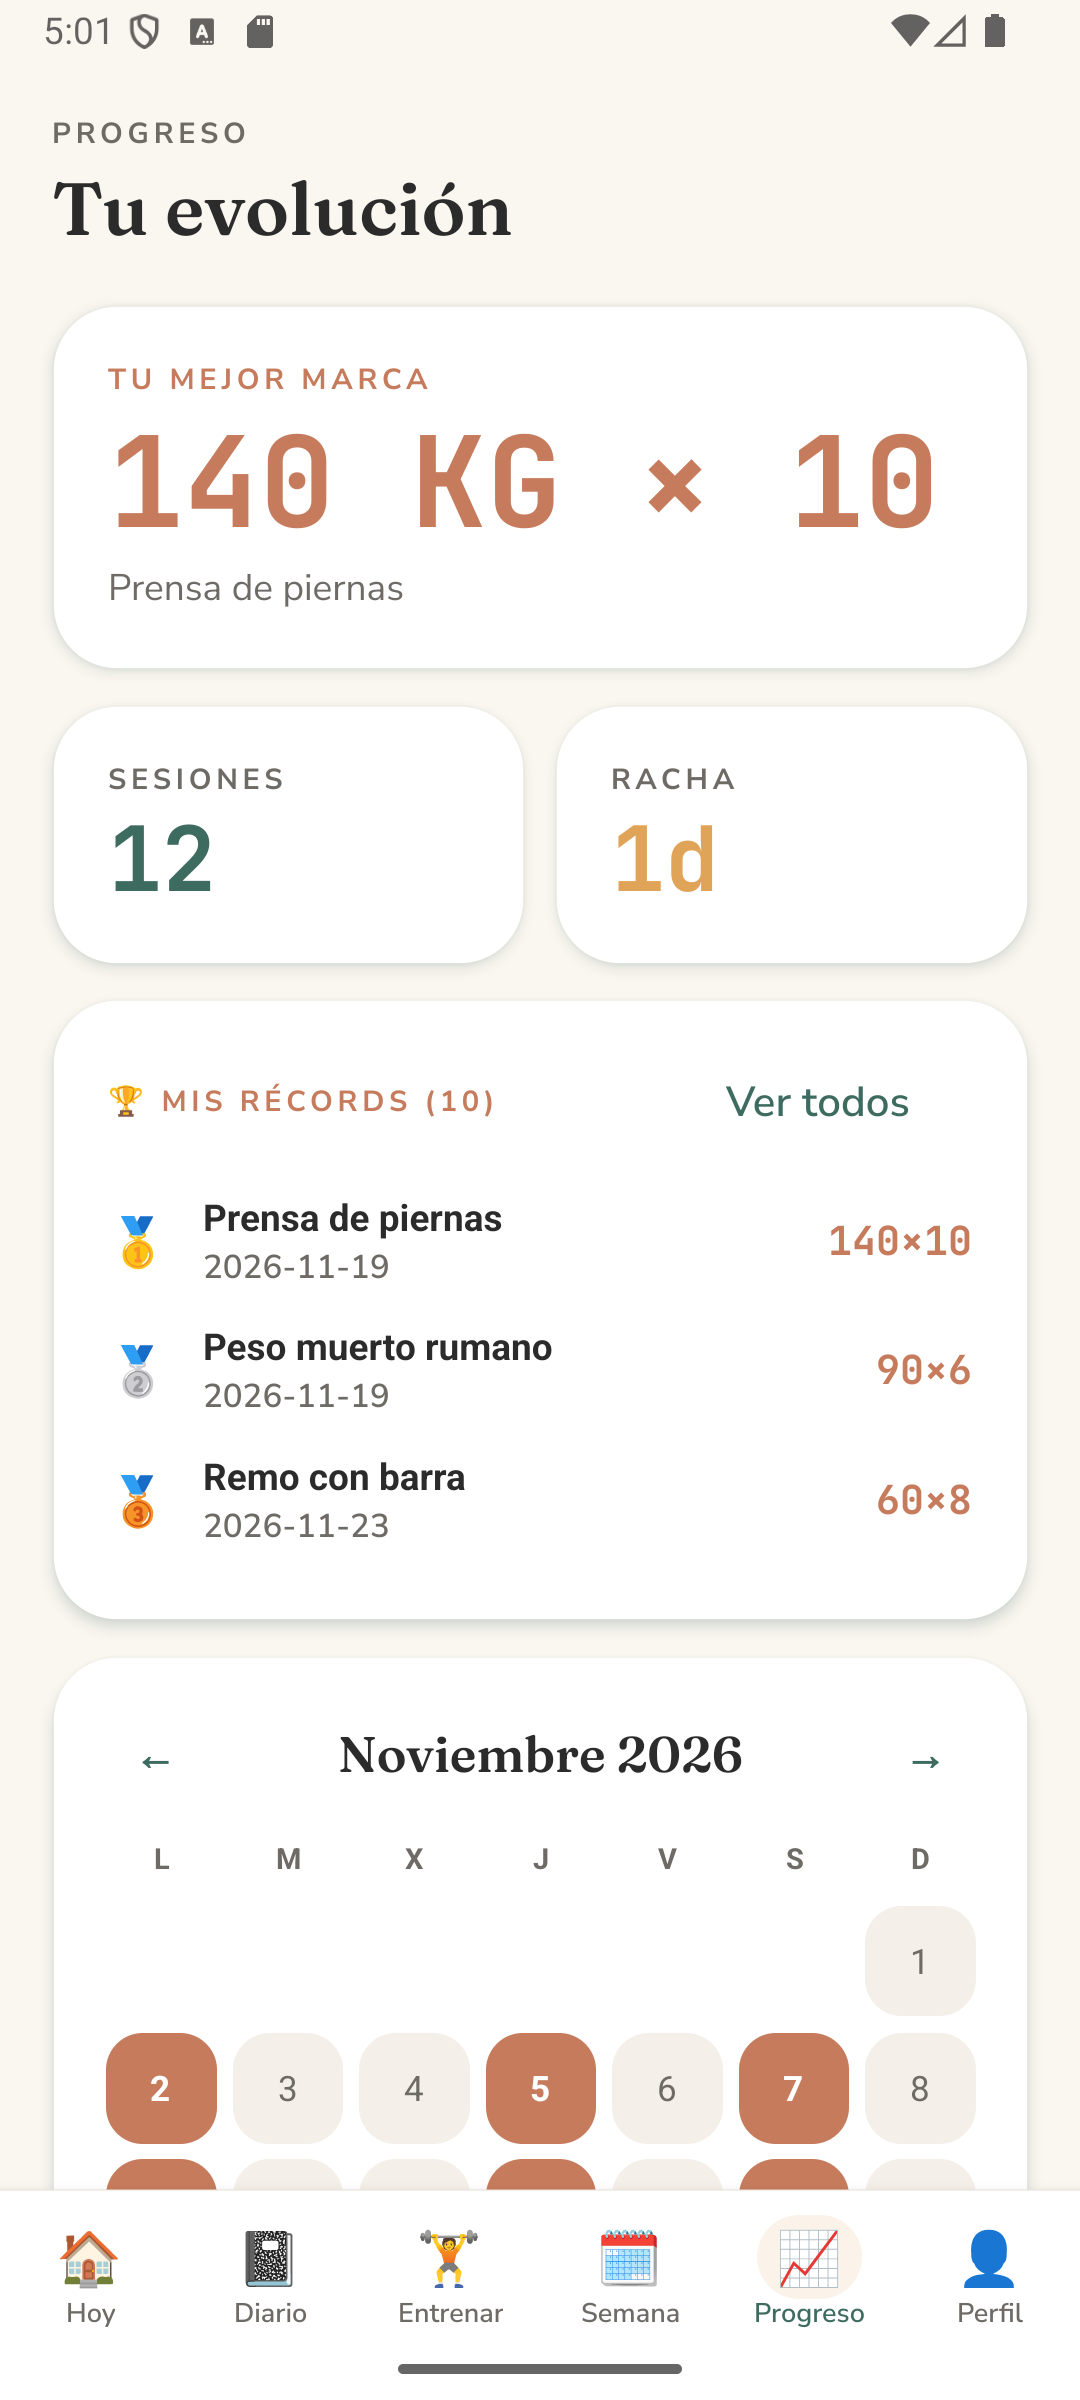 5:01
PROGRESO
Tu evolución
TU MEJOR MARCA
140 KG × 10
Prensa de piernas
SESIONES
12
RACHA
1d
🏆 MIS RÉCORDS (10)
Ver todos
Prensa de piernas
2026-11-19
140×10
Peso muerto rumano
2026-11-19
90×6
Remo con barra
2026-11-23
60×8
← Noviembre 2026 →
L M X J V S D
1
2 3 4 5 6 7 8
Hoy Diario Entrenar Semana Progreso Perfil